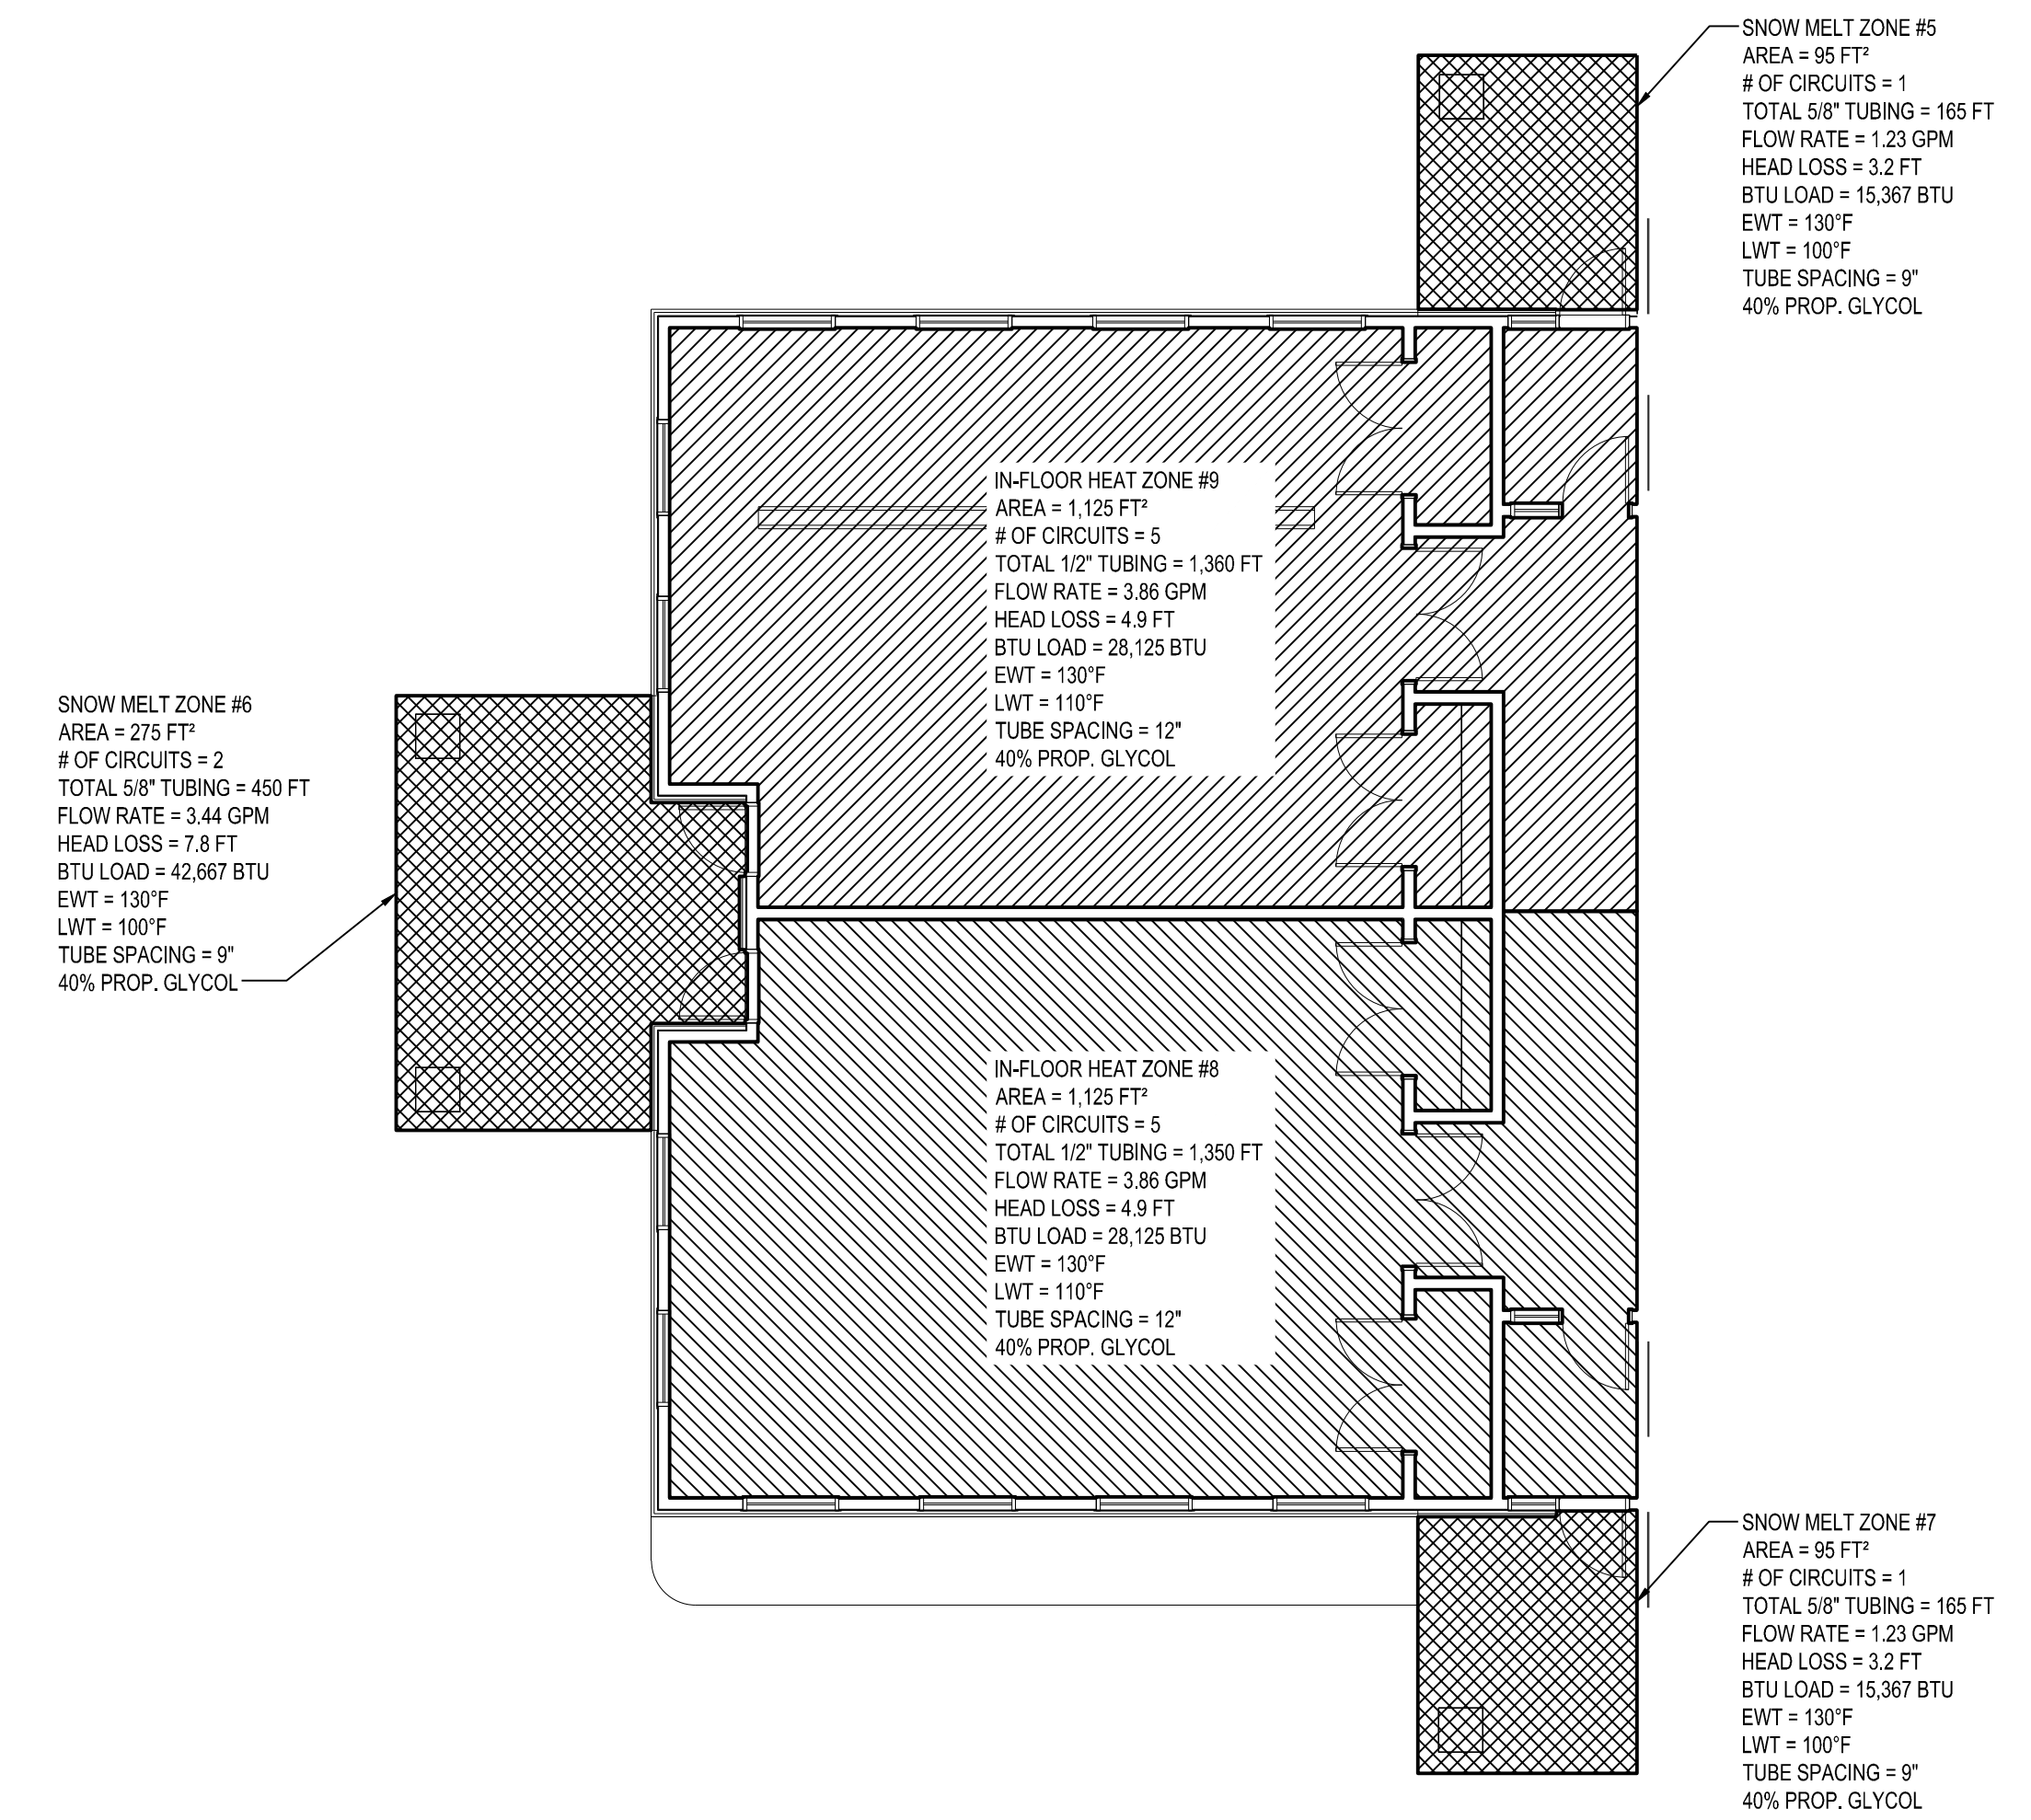 SNOW MELT ZONE #5
AREA = 95 FT²
# OF CIRCUITS = 1
TOTAL 5/8" TUBING = 165 FT
FLOW RATE = 1.23 GPM
HEAD LOSS = 3.2 FT
BTU LOAD = 15,367 BTU
EWT = 130°F
LWT = 100°F
TUBE SPACING = 9"
40% PROP. GLYCOL
IN-FLOOR HEAT ZONE #9
AREA = 1,125 FT²
# OF CIRCUITS = 5
TOTAL 1/2" TUBING = 1,360 FT
FLOW RATE = 3.86 GPM
HEAD LOSS = 4.9 FT
BTU LOAD = 28,125 BTU
EWT = 130°F
LWT = 110°F
TUBE SPACING = 12"
40% PROP. GLYCOL
SNOW MELT ZONE #6
AREA = 275 FT²
# OF CIRCUITS = 2
TOTAL 5/8" TUBING = 450 FT
FLOW RATE = 3.44 GPM
HEAD LOSS = 7.8 FT
BTU LOAD = 42,667 BTU
EWT = 130°F
LWT = 100°F
TUBE SPACING = 9"
40% PROP. GLYCOL
IN-FLOOR HEAT ZONE #8
AREA = 1,125 FT²
# OF CIRCUITS = 5
TOTAL 1/2" TUBING = 1,350 FT
FLOW RATE = 3.86 GPM
HEAD LOSS = 4.9 FT
BTU LOAD = 28,125 BTU
EWT = 130°F
LWT = 110°F
TUBE SPACING = 12"
40% PROP. GLYCOL
SNOW MELT ZONE #7
AREA = 95 FT²
# OF CIRCUITS = 1
TOTAL 5/8" TUBING = 165 FT
FLOW RATE = 1.23 GPM
HEAD LOSS = 3.2 FT
BTU LOAD = 15,367 BTU
EWT = 130°F
LWT = 100°F
TUBE SPACING = 9"
40% PROP. GLYCOL